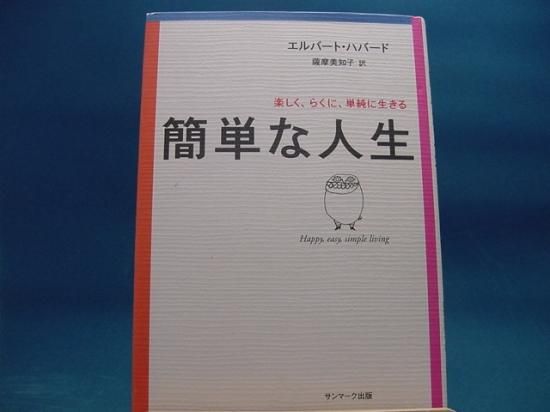 エルバート・ハバード
薩摩美知子 訳
楽しく、らくに、単純に生きる
簡単な人生
Happy, easy, simple living
サンマーク出版